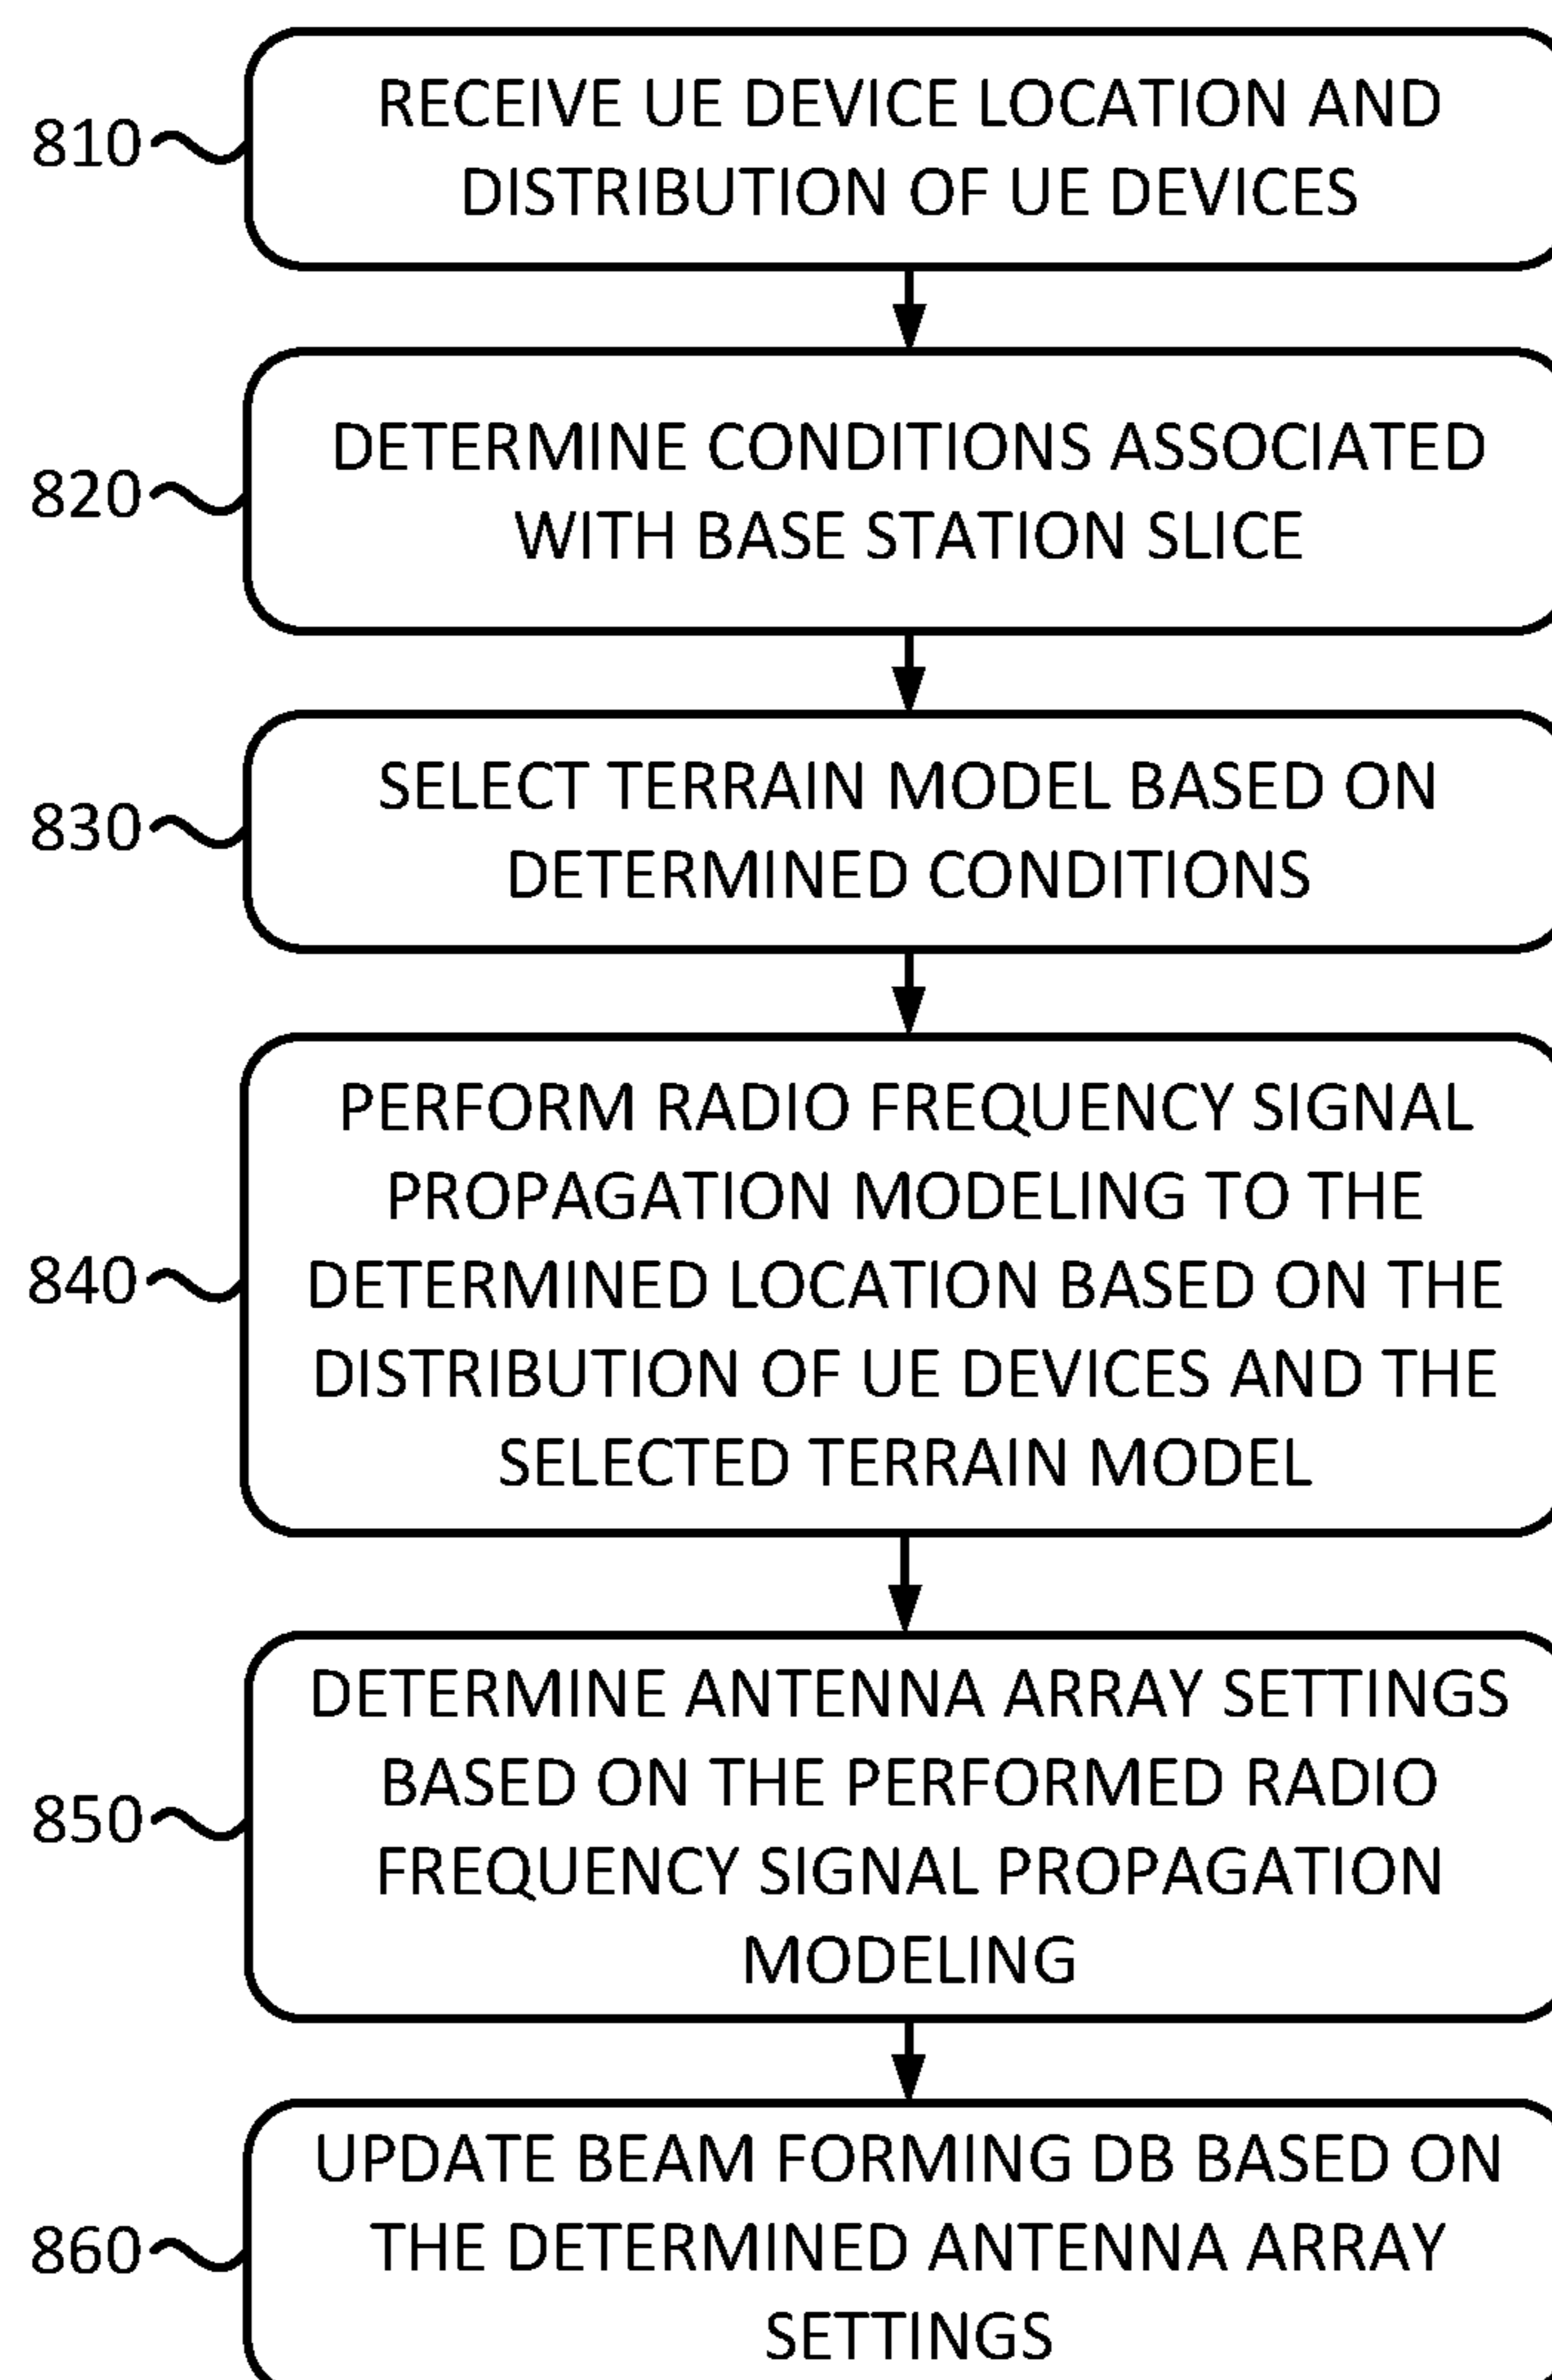 810
RECEIVE UE DEVICE LOCATION AND
DISTRIBUTION OF UE DEVICES
820
DETERMINE CONDITIONS ASSOCIATED
WITH BASE STATION SLICE
830
SELECT TERRAIN MODEL BASED ON
DETERMINED CONDITIONS
840
PERFORM RADIO FREQUENCY SIGNAL
PROPAGATION MODELING TO THE
DETERMINED LOCATION BASED ON THE
DISTRIBUTION OF UE DEVICES AND THE
SELECTED TERRAIN MODEL
850
DETERMINE ANTENNA ARRAY SETTINGS
BASED ON THE PERFORMED RADIO
FREQUENCY SIGNAL PROPAGATION
MODELING
860
UPDATE BEAM FORMING DB BASED ON
THE DETERMINED ANTENNA ARRAY
SETTINGS